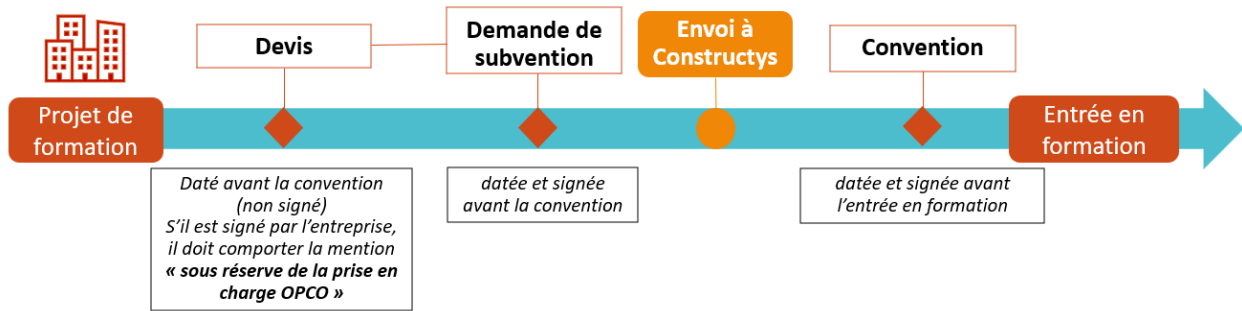 Devis
Demande de
subvention
Envoi à
Constructys
Convention
Projet de
formation
Entrée en
formation
Daté avant la convention
(non signé)
S’il est signé par l’entreprise,
il doit comporter la mention
« sous réserve de la prise en
charge OPCO »
datée et signée
avant la convention
datée et signée avant
l’entrée en formation